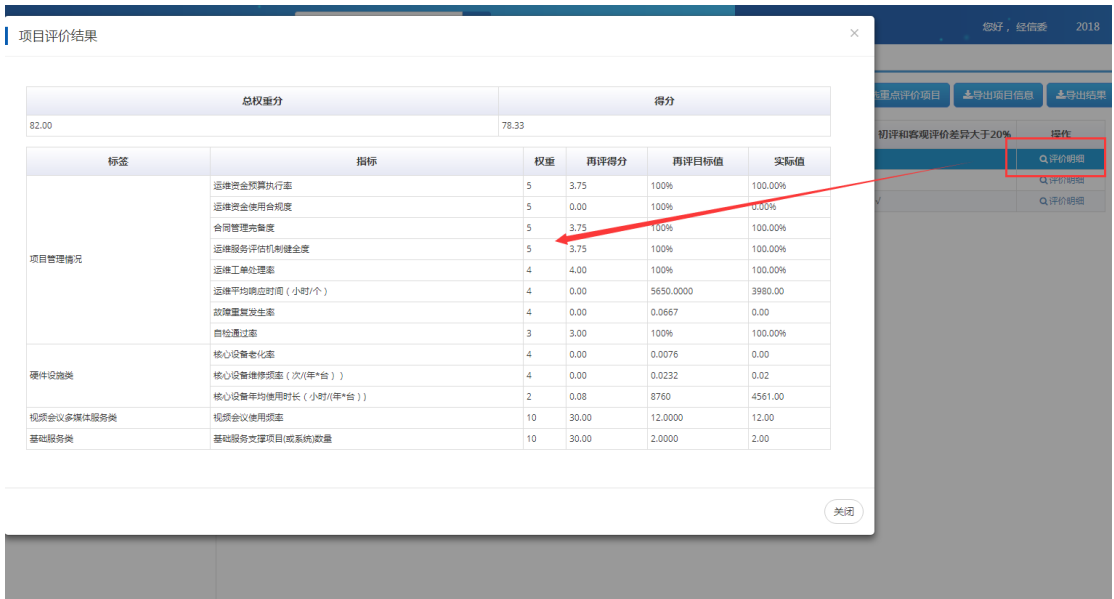 项目评价结果 ×
您好，经信委 2018
重点评价项目 导出项目信息 导出结果
总权重分 得分
82.00 78.33
初评和客观评价差异大于20% 操作
评价明细
评价明细
√ 评价明细
标签 指标 权重 再评得分 再评目标值 实际值
项目管理情况
运维资金预算执行率 5 3.75 100% 100.00%
运维资金使用合规度 5 0.00 100% 0.00%
合同管理完备度 5 3.75 100% 100.00%
运维服务评估机制健全度 5 3.75 100% 100.00%
运维工单处理率 4 4.00 100% 100.00%
运维平均响应时间（小时/个） 4 0.00 5650.0000 3980.00
故障重复发生率 4 0.00 0.0667 0.00
自检通过率 3 3.00 100% 100.00%
硬件设施类
核心设备老化率 4 0.00 0.0076 0.00
核心设备维修频率（次/(年*台)） 4 0.00 0.0232 0.02
核心设备年均使用时长（小时/(年*台)） 2 0.08 8760 4561.00
视频会议多媒体服务类 视频会议使用频率 10 30.00 12.0000 12.00
基础服务类 基础服务支撑项目(或系统)数量 10 30.00 2.0000 2.00
关闭